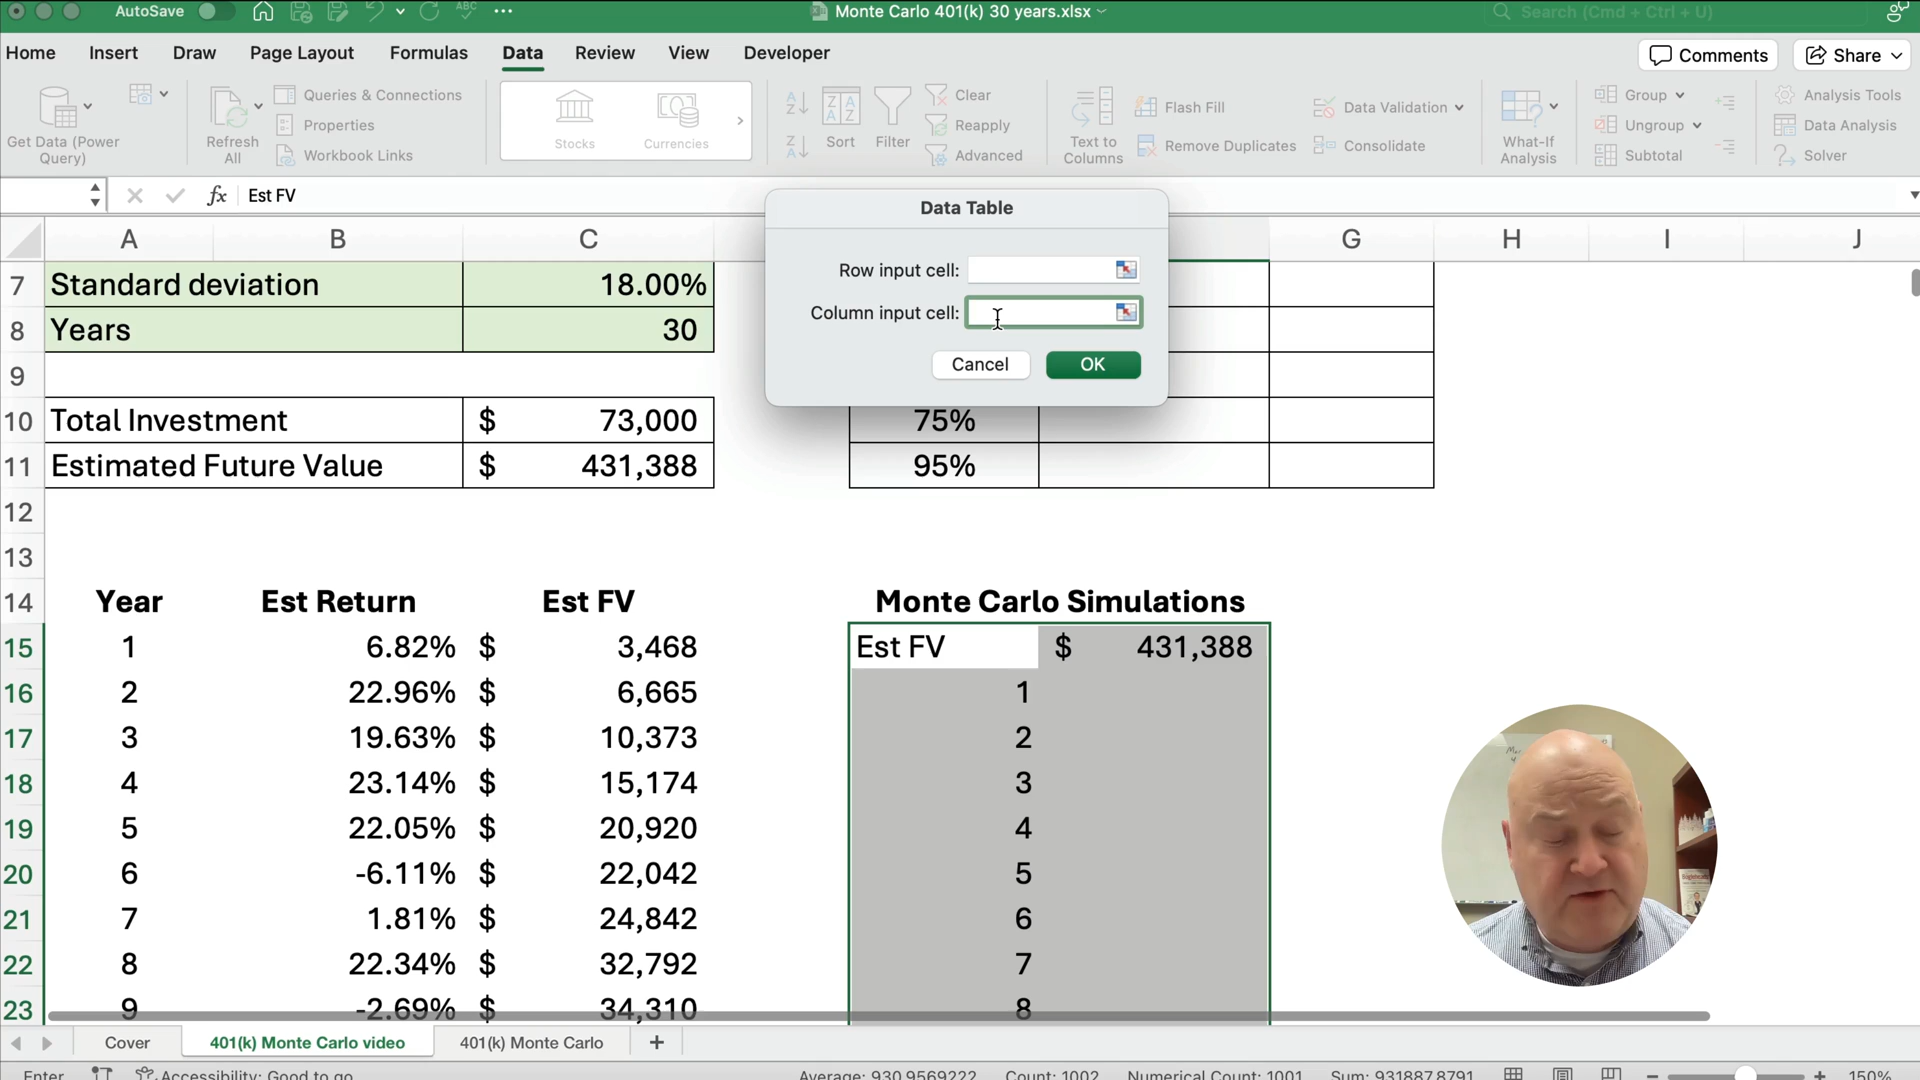 AutoSave
ABC
Monte Carlo 401(k) 30 years.xlsx
Search (Cmd + Ctrl + U)
Home Insert Draw Page Layout Formulas Data Review View Developer
Comments Share
Get Data (Power Query)
Refresh All
Queries & Connections
Properties
Workbook Links
Stocks Currencies
Sort Filter
Clear
Reapply
Advanced
Text to Columns
Flash Fill
Remove Duplicates
Data Validation
Consolidate
What-If Analysis
Group
Ungroup
Subtotal
Analysis Tools
Data Analysis
Solver
fx Est FV
Data Table
Row input cell:
Column input cell:
Cancel OK
A B C G H I J
7 Standard deviation 18.00%
8 Years 30
9
10 Total Investment $ 73,000 75%
11 Estimated Future Value $ 431,388 95%
12
13
14 Year Est Return Est FV Monte Carlo Simulations
15 1 6.82% $ 3,468 Est FV $ 431,388
16 2 22.96% $ 6,665 1
17 3 19.63% $ 10,373 2
18 4 23.14% $ 15,174 3
19 5 22.05% $ 20,920 4
20 6 -6.11% $ 22,042 5
21 7 1.81% $ 24,842 6
22 8 22.34% $ 32,792 7
23 9 -2.69% $ 34,310 8
Cover 401(k) Monte Carlo video 401(k) Monte Carlo +
Enter Accessibility: Good to go Average: 930.9569222 Count: 1002 Numerical Count: 1001 Sum: 931887.8791 150%